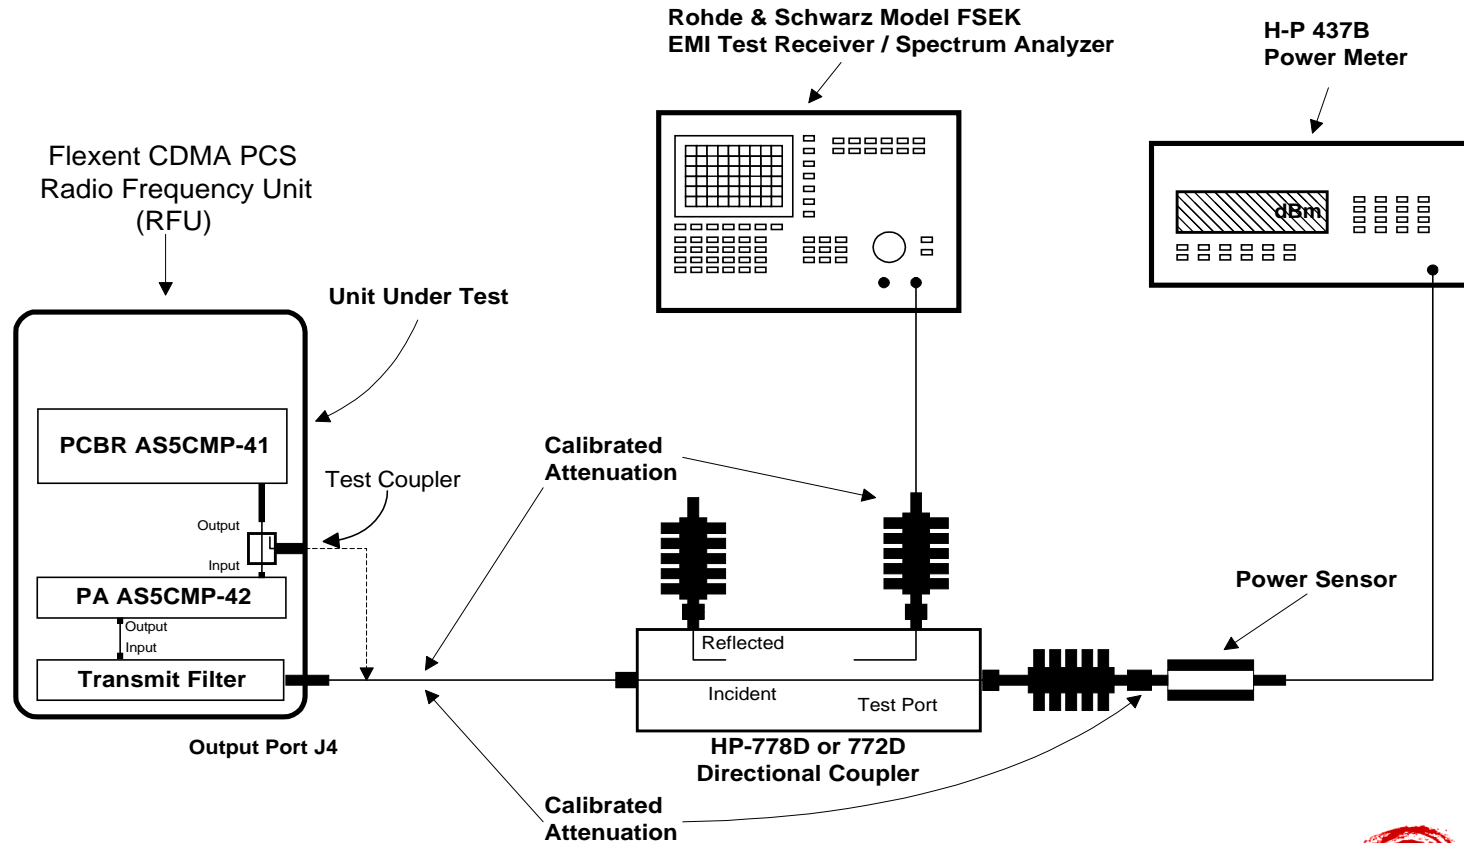 Rohde & Schwarz Model FSEK
EMI Test Receiver / Spectrum Analyzer
H-P 437B
Power Meter
Flexent CDMA PCS
Radio Frequency Unit
(RFU)
dBm
Unit Under Test
PCBR AS5CMP-41
Calibrated
Attenuation
Test Coupler
Output
Input
PA AS5CMP-42
Power Sensor
Output
Input
Reflected
Transmit Filter
Incident
Test Port
Output Port J4
HP-778D or 772D
Directional Coupler
Calibrated
Attenuation